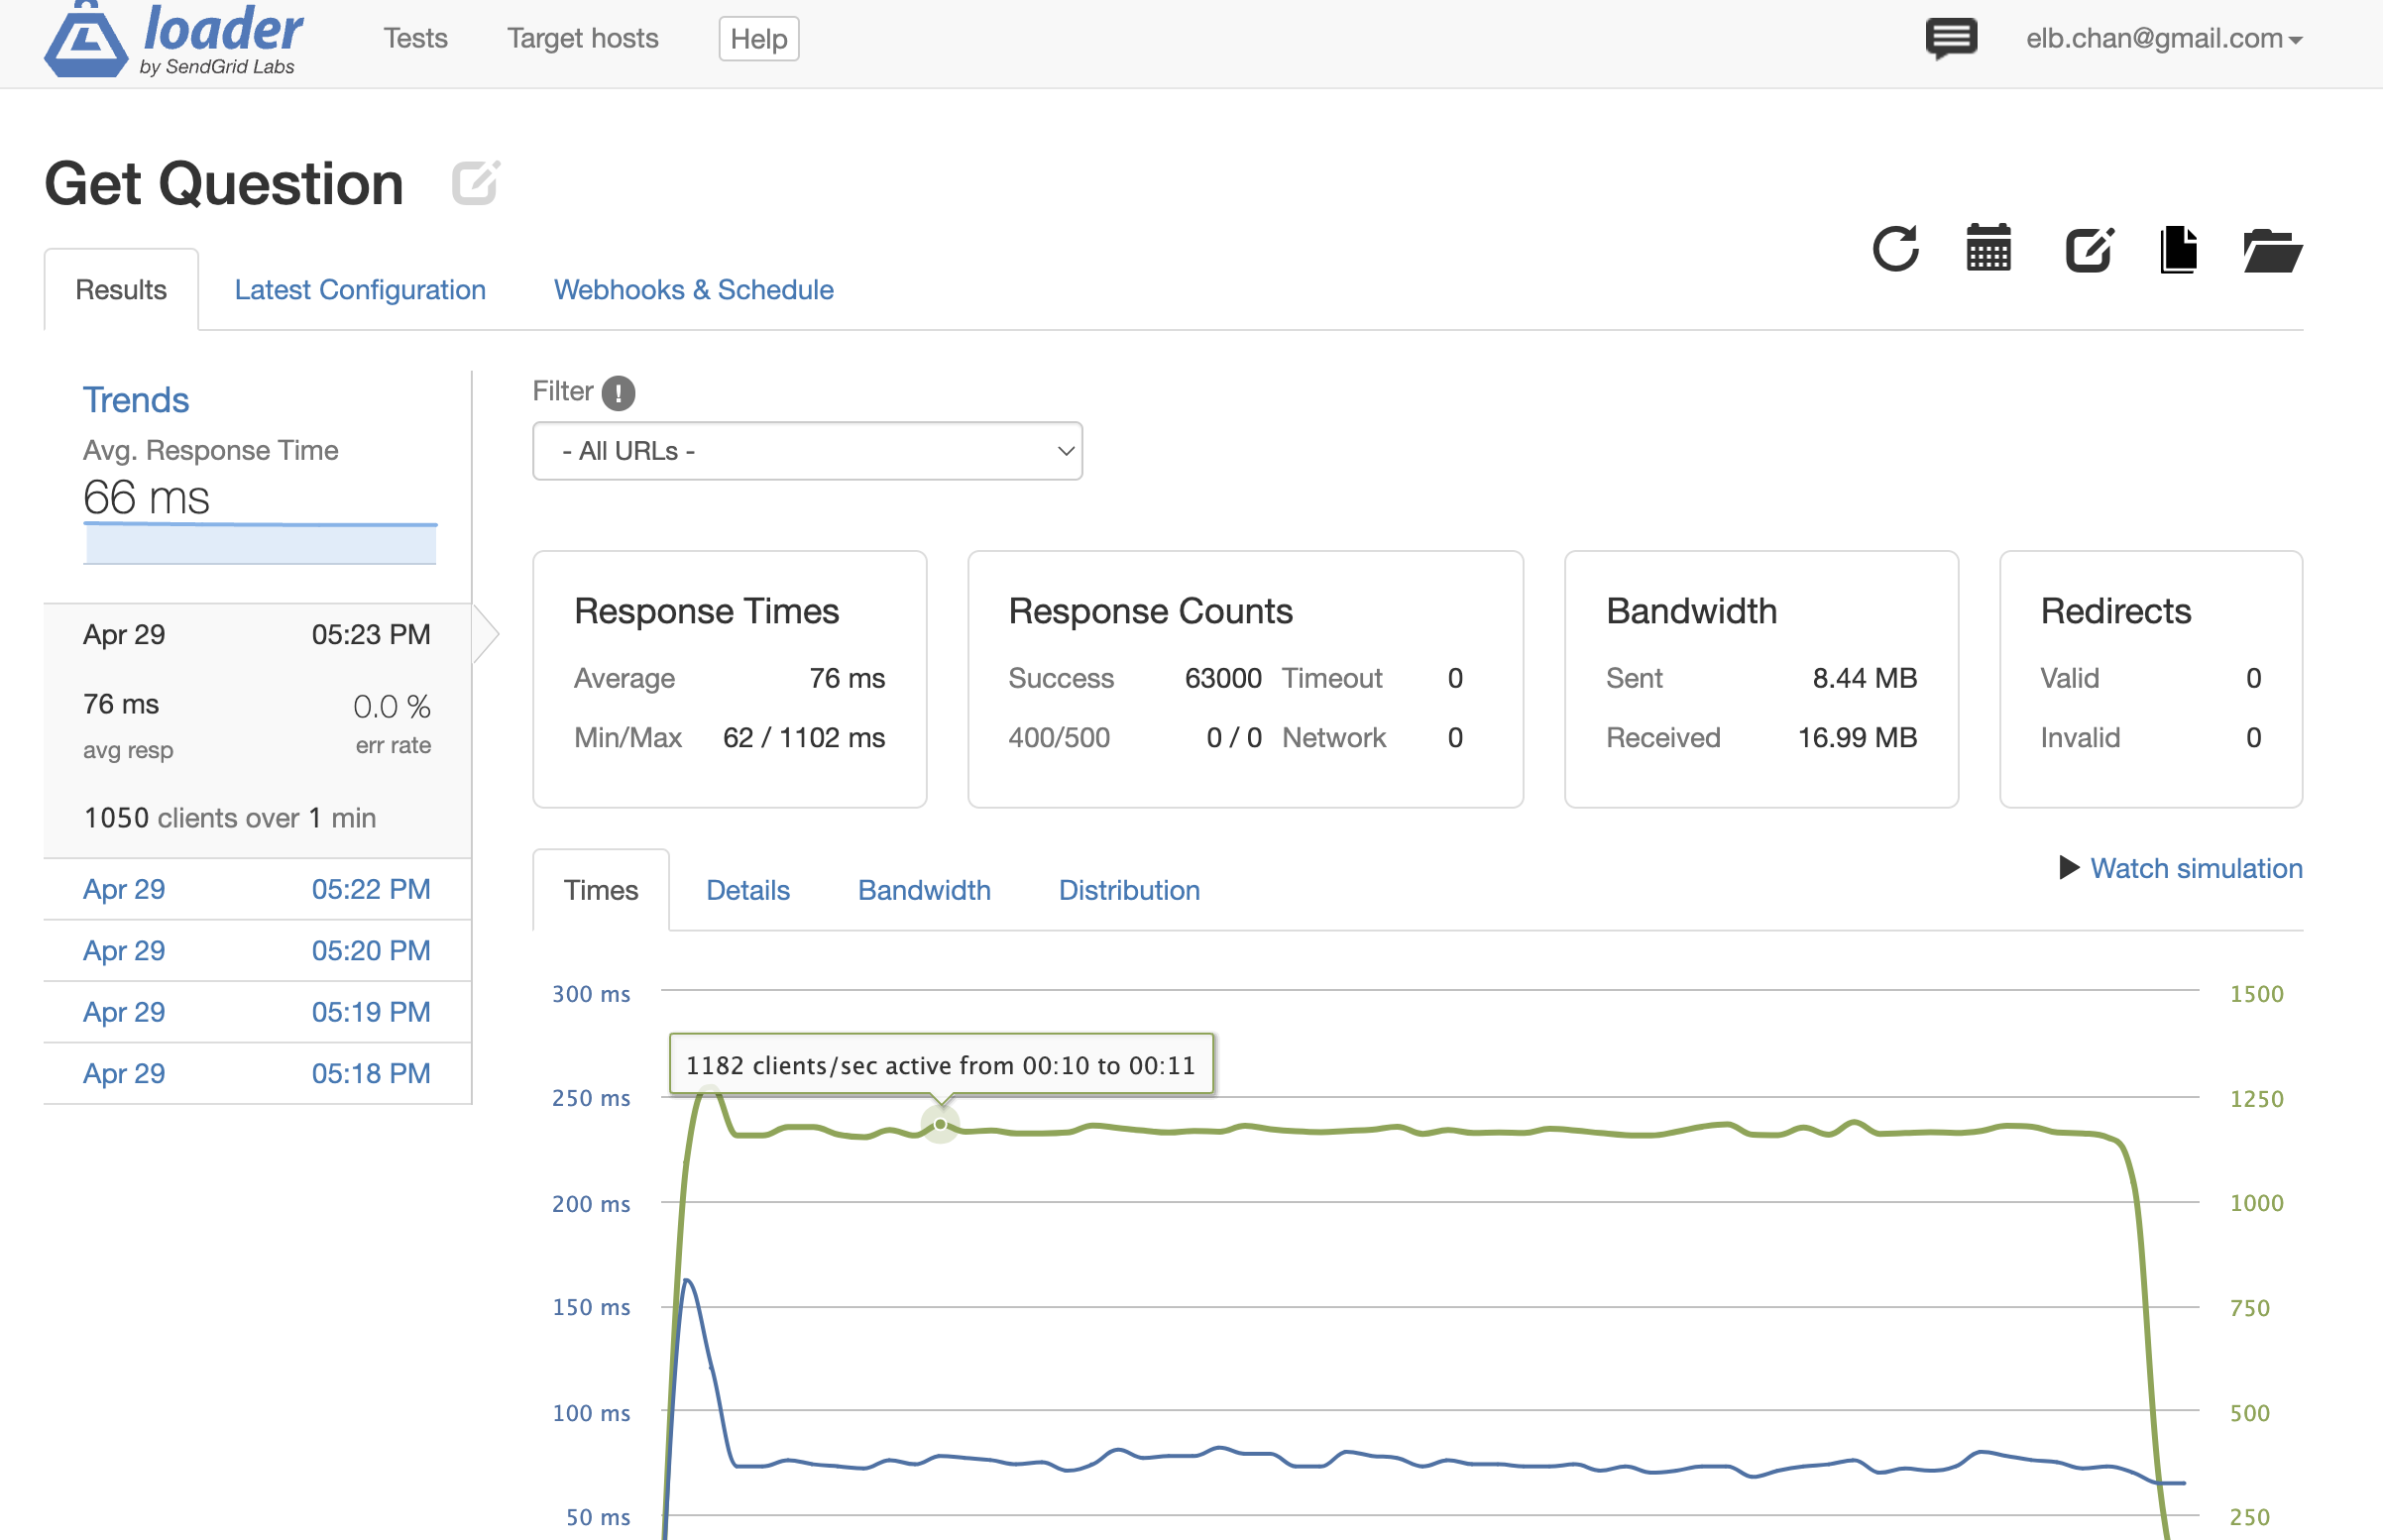 loader
by SendGrid Labs
Tests Target hosts Help
elb.chan@gmail.com
Get Question
Results Latest Configuration Webhooks & Schedule
Trends
Avg. Response Time
66 ms
Apr 29 05:23 PM
76 ms 0.0 %
avg resp err rate
1050 clients over 1 min
Apr 29 05:22 PM
Apr 29 05:20 PM
Apr 29 05:19 PM
Apr 29 05:18 PM
Filter !
- All URLs -
Response Times
Average 76 ms
Min/Max 62 / 1102 ms
Response Counts
Success 63000 Timeout 0
400/500 0 / 0 Network 0
Bandwidth
Sent 8.44 MB
Received 16.99 MB
Redirects
Valid 0
Invalid 0
Times Details Bandwidth Distribution
Watch simulation
300 ms 1500
1182 clients/sec active from 00:10 to 00:11
250 ms 1250
200 ms 1000
150 ms 750
100 ms 500
50 ms 250